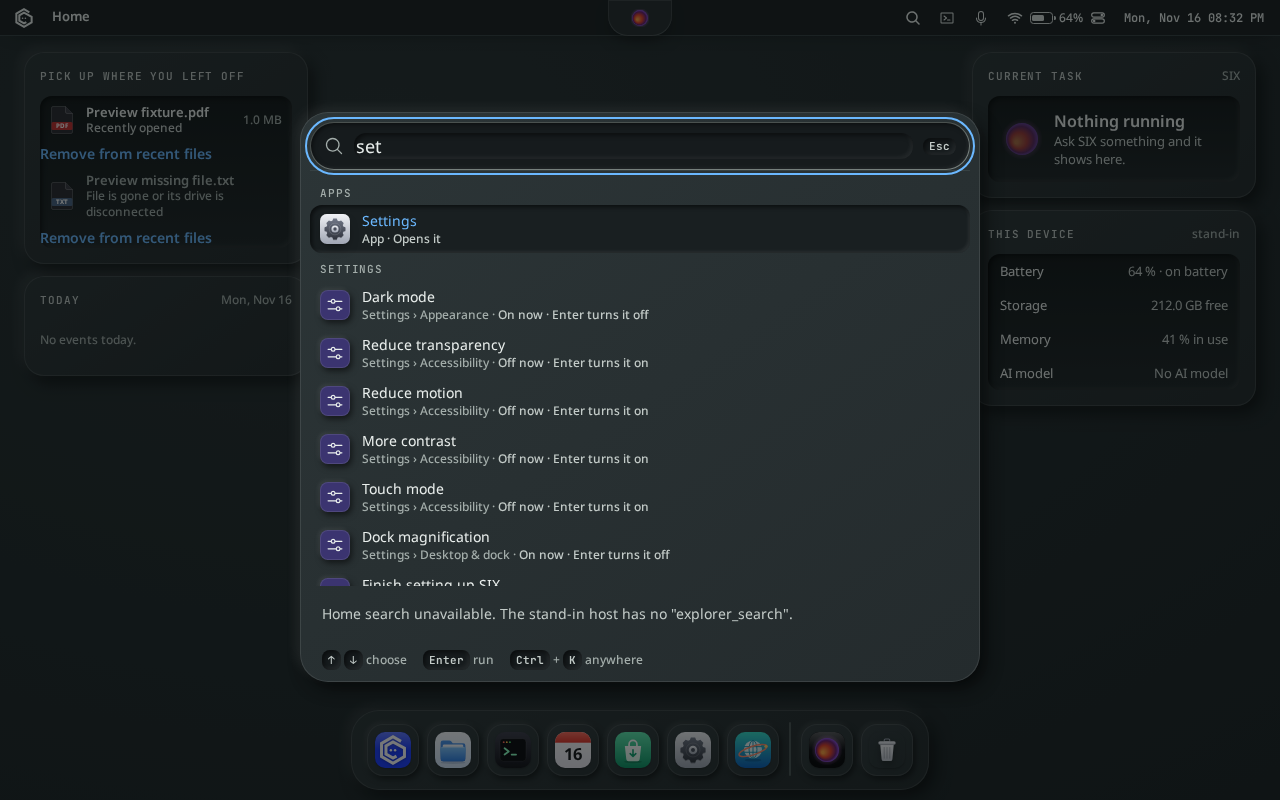 Home
64%
Mon, Nov 16 08:32 PM
PICK UP WHERE YOU LEFT OFF
Preview fixture.pdf
Recently opened
1.0 MB
PDF
Remove from recent files
Preview missing file.txt
File is gone or its drive is
disconnected
TXT
Remove from recent files
TODAY
Mon, Nov 16
No events today.
set
Esc
APPS
Settings
App · Opens it
SETTINGS
Dark mode
Settings › Appearance · On now · Enter turns it off
Reduce transparency
Settings › Accessibility · Off now · Enter turns it on
Reduce motion
Settings › Accessibility · Off now · Enter turns it on
More contrast
Settings › Accessibility · Off now · Enter turns it on
Touch mode
Settings › Accessibility · Off now · Enter turns it on
Dock magnification
Settings › Desktop & dock · On now · Enter turns it off
Finish setting up SIX
Home search unavailable. The stand-in host has no "explorer_search".
↑ ↓ choose Enter run Ctrl + K anywhere
CURRENT TASK
SIX
Nothing running
Ask SIX something and it
shows here.
THIS DEVICE
stand-in
Battery
64 % · on battery
Storage
212.0 GB free
Memory
41 % in use
AI model
No AI model
16